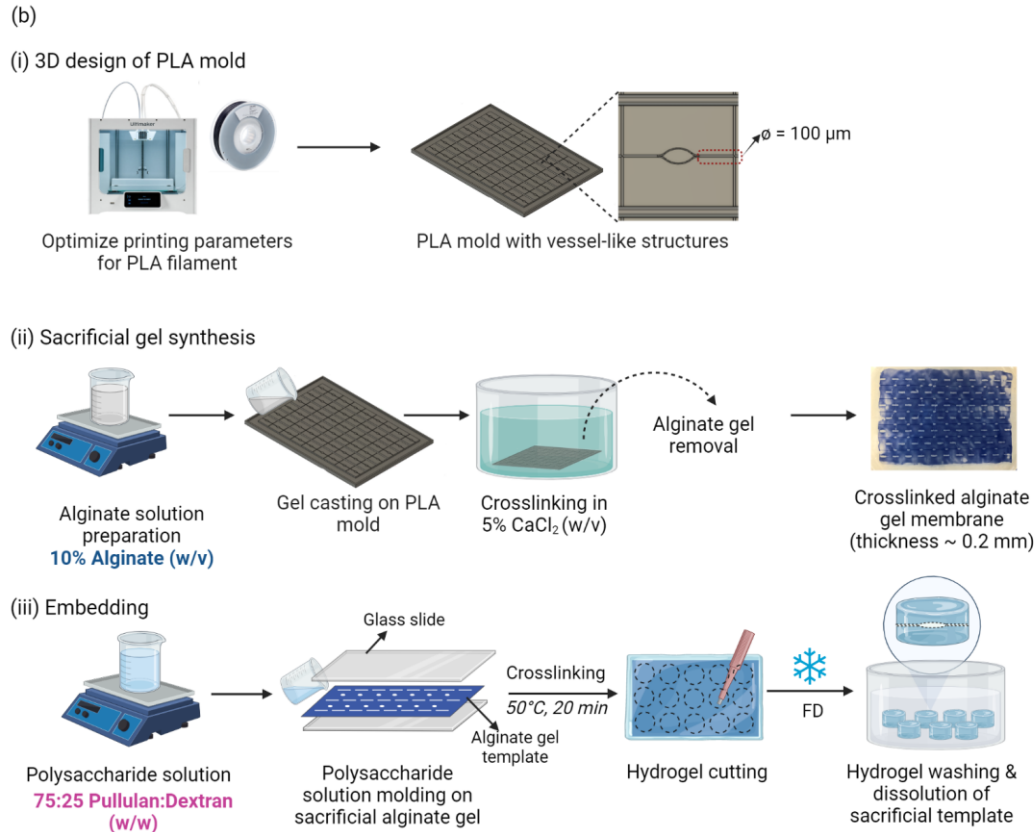 (b)
(i) 3D design of PLA mold
Ultimaker
ø = 100 µm
Optimize printing parameters
for PLA filament
PLA mold with vessel-like structures
(ii) Sacrificial gel synthesis
Alginate solution
preparation
10% Alginate (w/v)
Gel casting on PLA
mold
Crosslinking in
5% CaCl₂ (w/v)
Alginate gel
removal
Crosslinked alginate
gel membrane
(thickness ~ 0.2 mm)
(iii) Embedding
Polysaccharide solution
75:25 Pullulan:Dextran
(w/w)
Glass slide
Alginate gel
template
Polysaccharide
solution molding on
sacrificial alginate gel
Crosslinking
50°C, 20 min
Hydrogel cutting
FD
Hydrogel washing &
dissolution of
sacrificial template